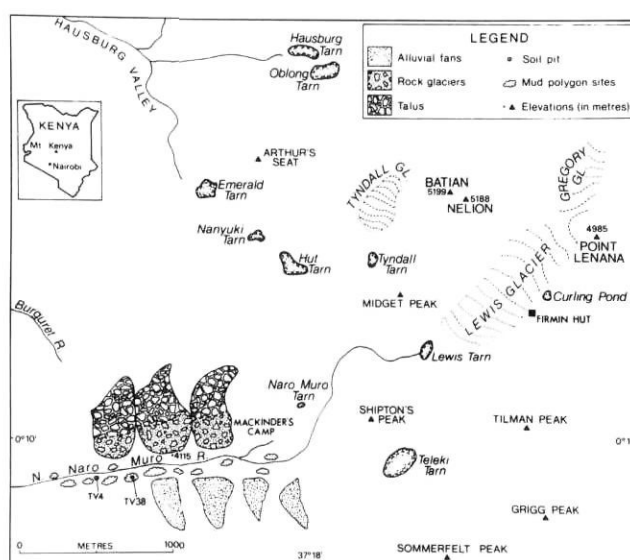 HAUSBURG
VALLEY
Hausburg
Tarn
Oblong
Tarn
LEGEND
Alluvial fans
Rock glaciers
Talus
Soil pit
Mud polygon sites
Elevations (in metres)
KENYA
Mt Kenya
Nairobi
ARTHUR'S
SEAT
Emerald
Tarn
Nanyuki
Tarn
Hut
Tarn
TYNDALL GL
BATIAN
5199
5188
NELION
GREGORY
GL
4985
POINT
LENANA
Tyndall
Tarn
MIDGET PEAK
LEWIS GLACIER
Curling Pond
FIRMIN HUT
Burguret R.
Lewis Tarn
Naro Muro
Tarn
MACKINDER'S
CAMP
SHIPTON'S
PEAK
TILMAN PEAK
0°10'
0°1
4115
N. Naro Muro R.
Teleki
Tarn
TV4
TV38
GRIGG PEAK
METRES
0
1000
37°18'
SOMMERFELT PEAK